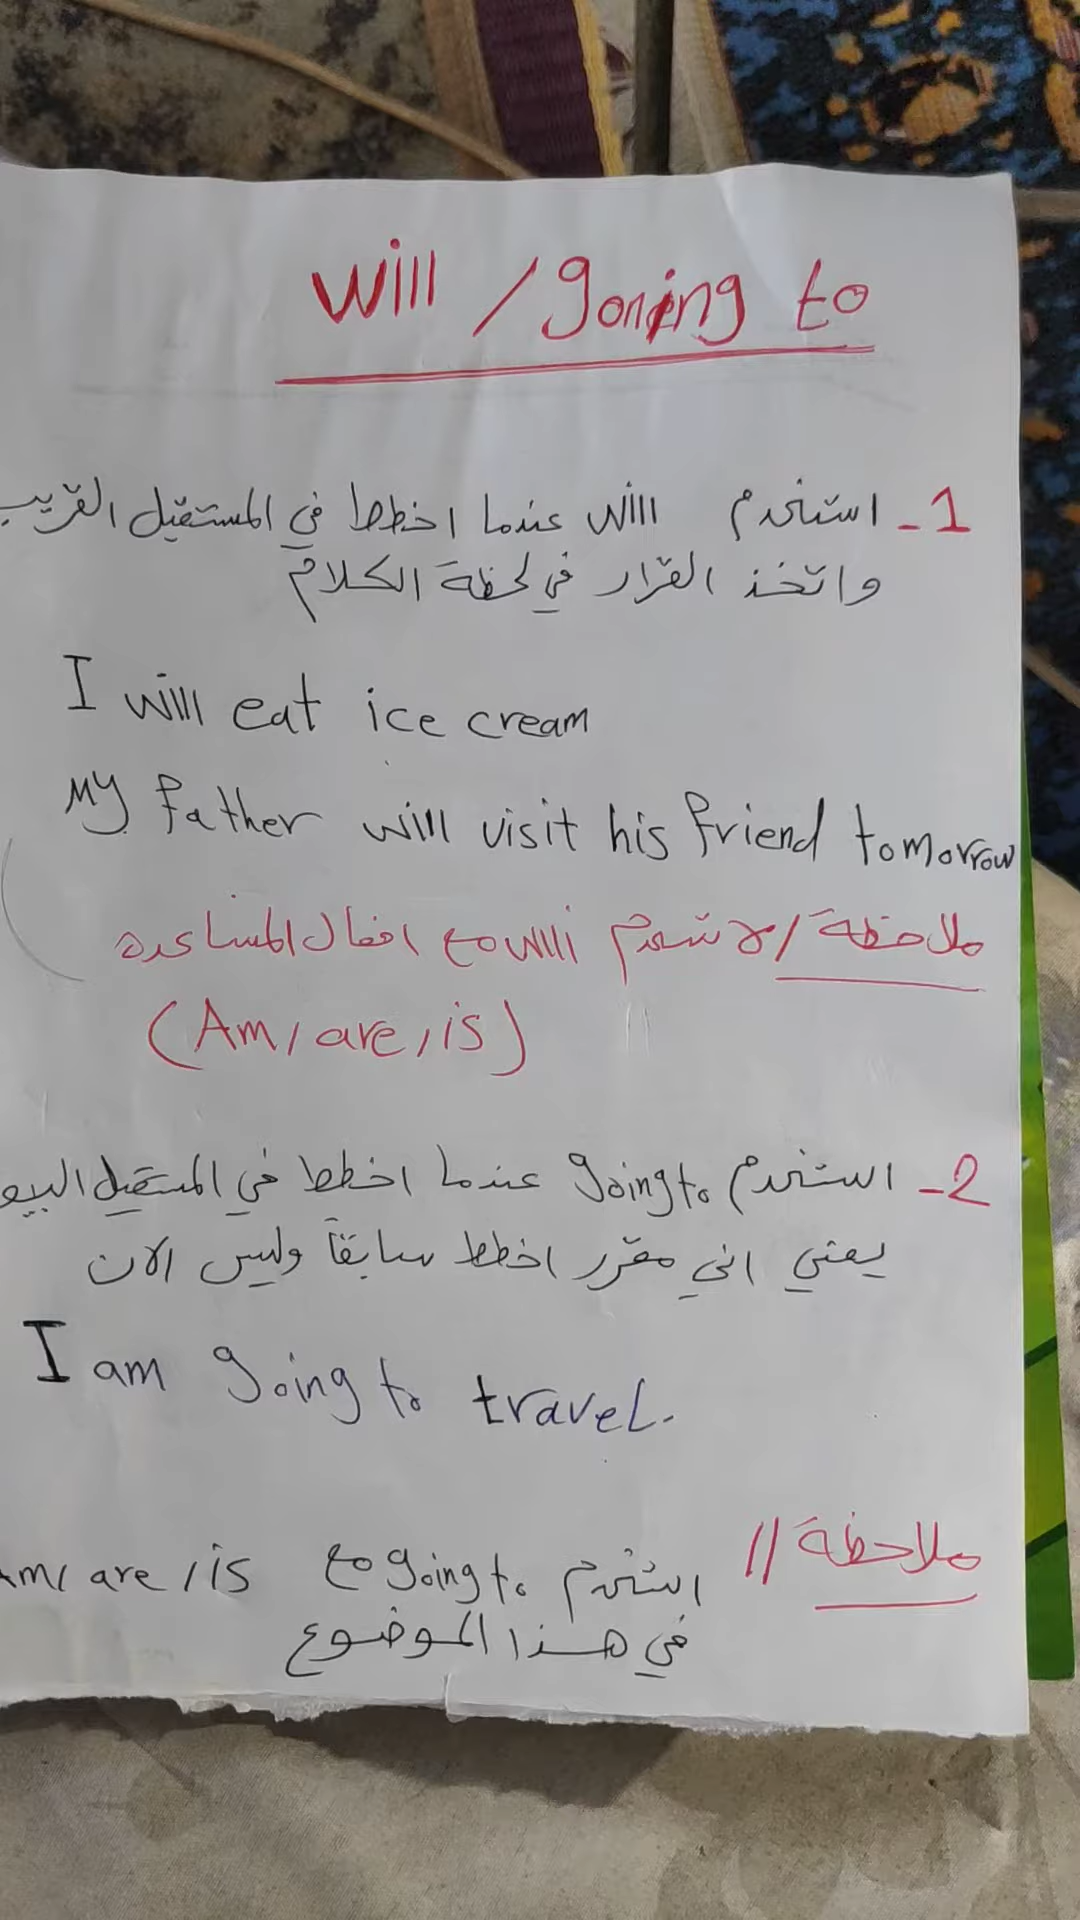 will / going to
1- استخدم will عندما اخطط في المستقبل القريب
واتخذ القرار في لحظة الكلام
I will eat ice cream
My father will visit his friend tomorrow
ملاحظة / لا تستخدم will مع افعال المساعدة
(Am / are / is)
2- استخدم going to عندما اخطط في المستقبل
يعني اني مقرر اخطط سابقاً وليس الان
I am going to travel.
ملاحظة //
استخدم going to مع Am / are / is
في هذا الموضوع